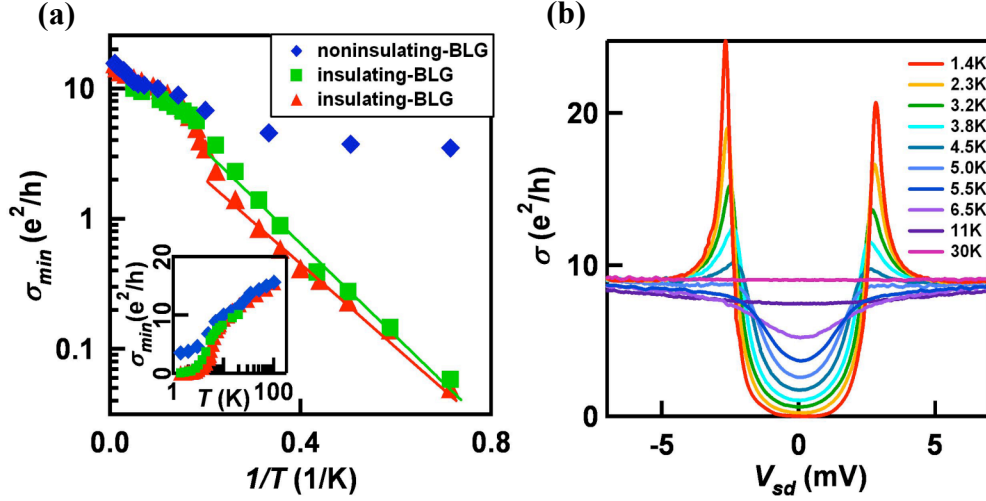 (a)
noninsulating-BLG
insulating-BLG
insulating-BLG
10
1
0.1
σmin (e²/h)
20
10
0
σmin(e²/h)
1
100
T (K)
0.0
0.4
0.8
1/T (1/K)
(b)
20
10
0
σ (e²/h)
1.4K
2.3K
3.2K
3.8K
4.5K
5.0K
5.5K
6.5K
11K
30K
-5
0
5
Vsd (mV)